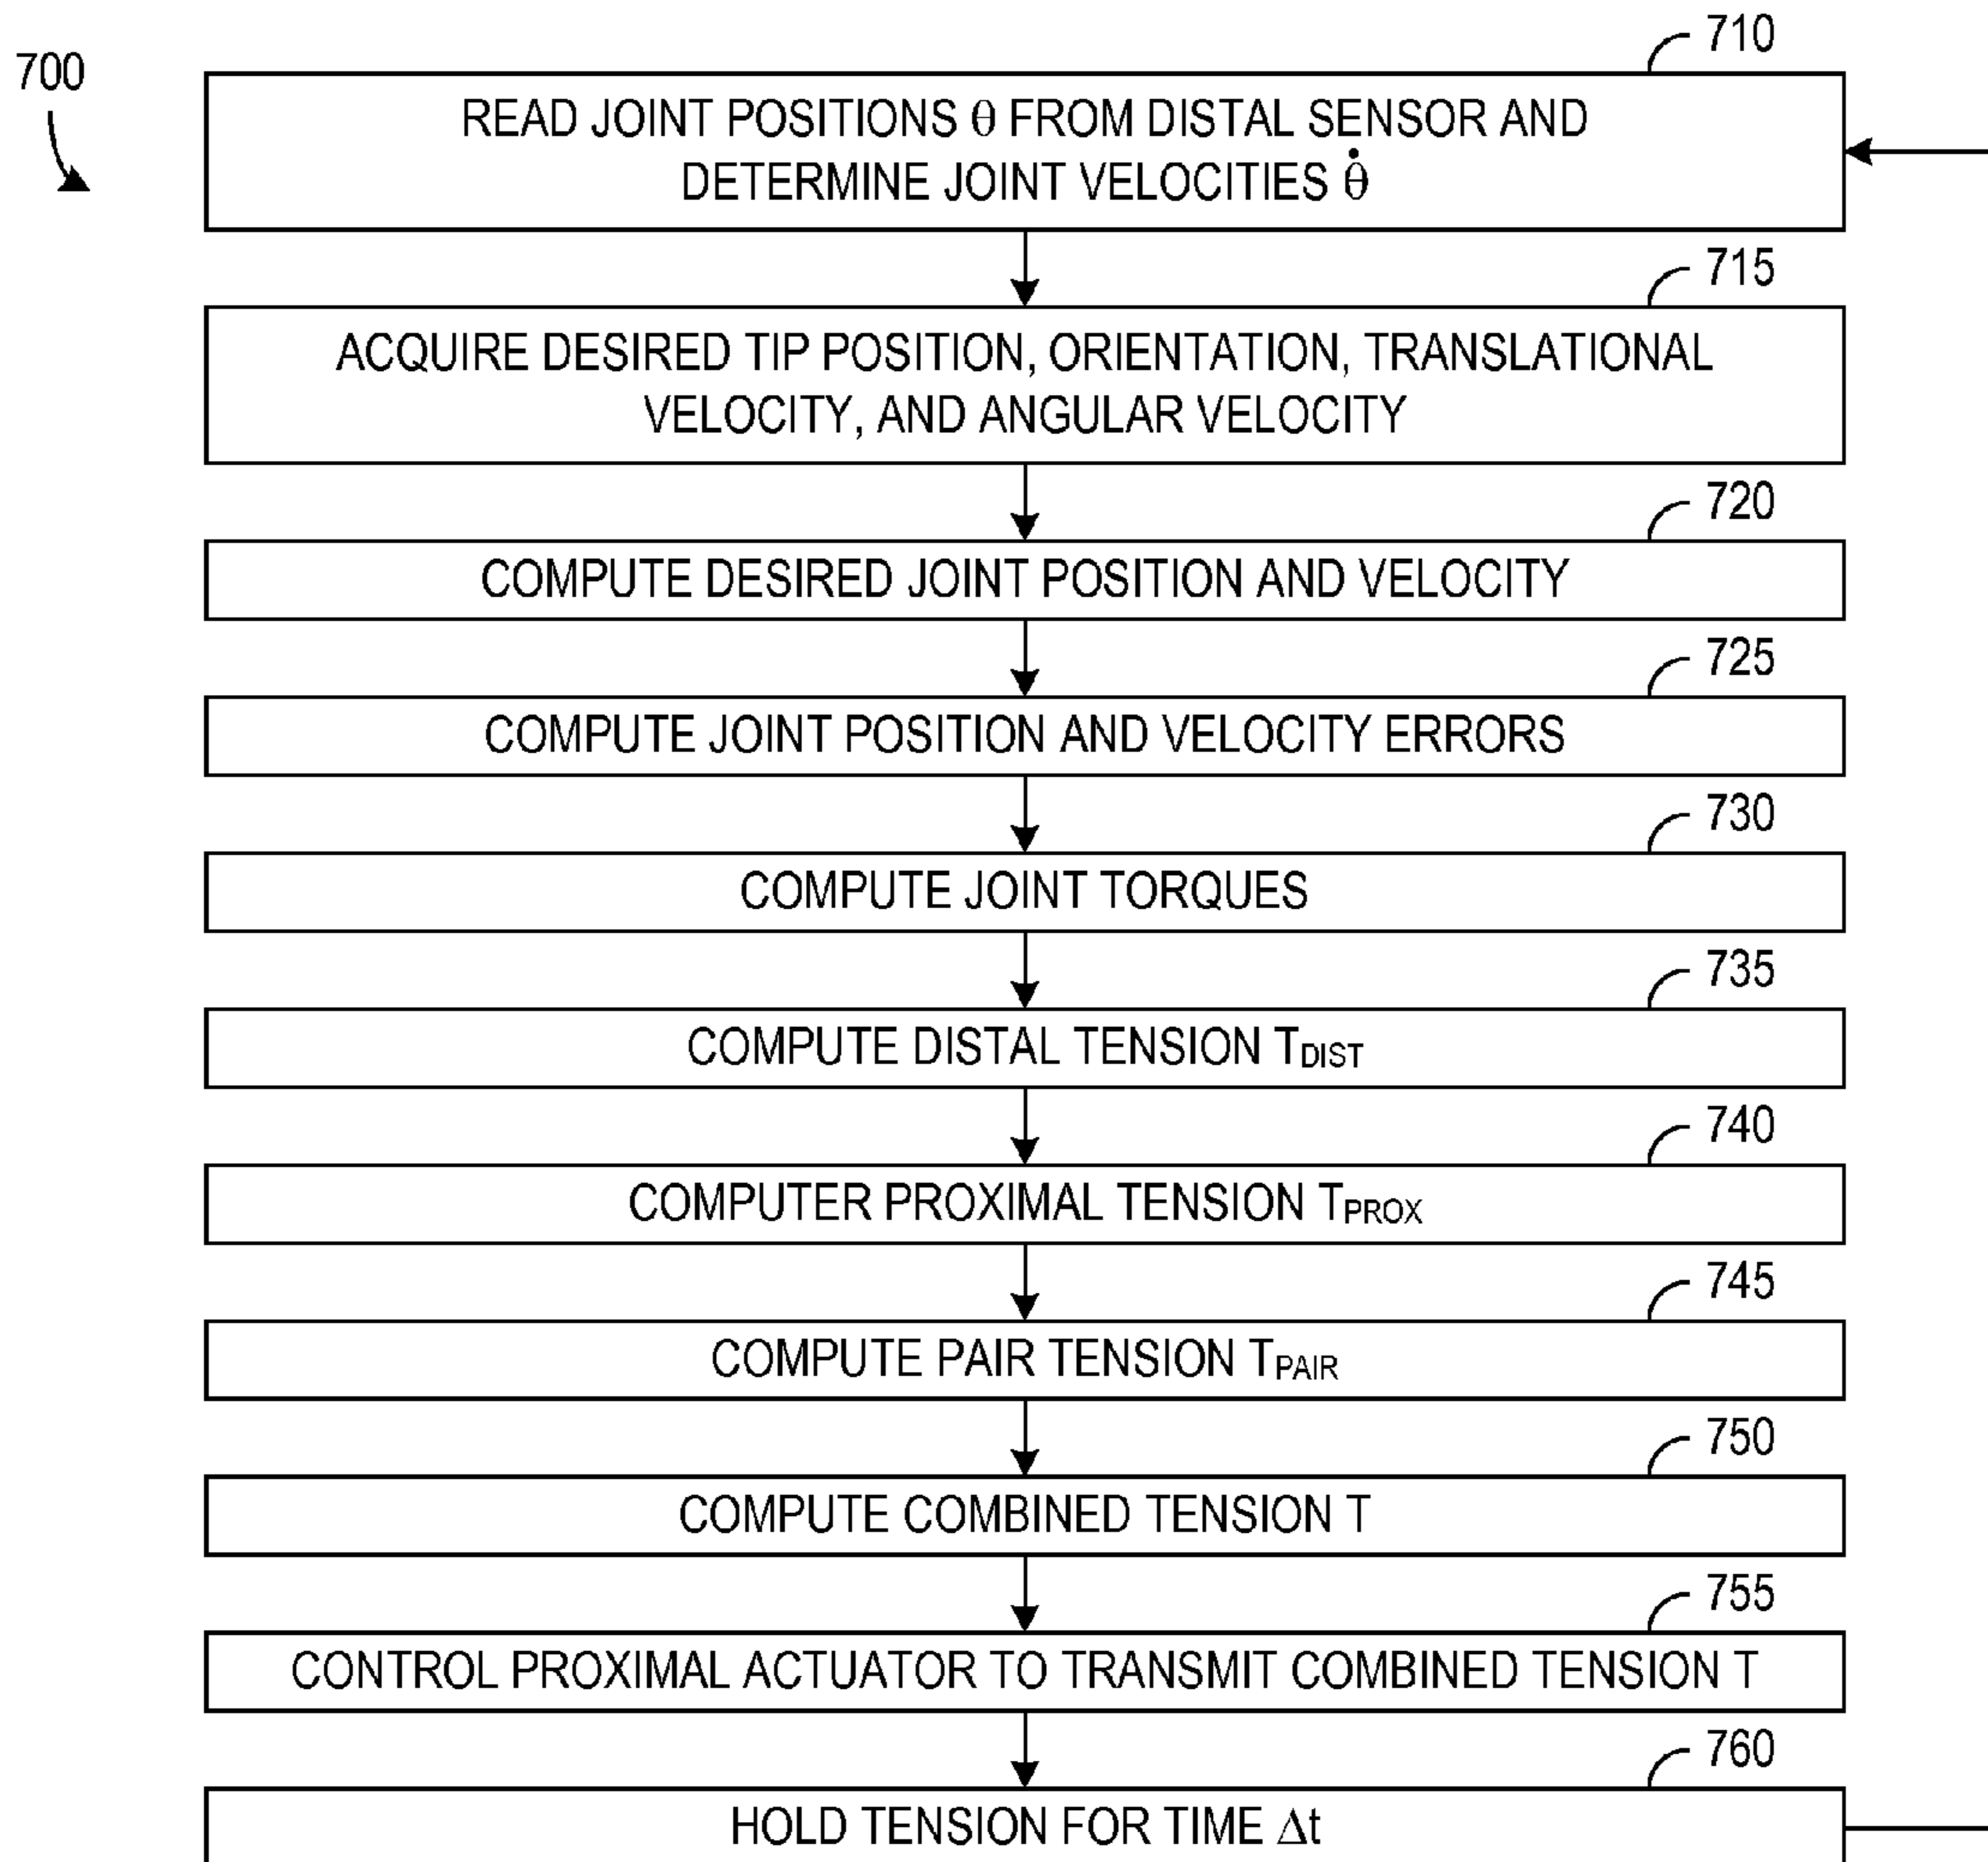 700
710
READ JOINT POSITIONS θ FROM DISTAL SENSOR AND
DETERMINE JOINT VELOCITIES θ̇
715
ACQUIRE DESIRED TIP POSITION, ORIENTATION, TRANSLATIONAL
VELOCITY, AND ANGULAR VELOCITY
720
COMPUTE DESIRED JOINT POSITION AND VELOCITY
725
COMPUTE JOINT POSITION AND VELOCITY ERRORS
730
COMPUTE JOINT TORQUES
735
COMPUTE DISTAL TENSION TDIST
740
COMPUTER PROXIMAL TENSION TPROX
745
COMPUTE PAIR TENSION TPAIR
750
COMPUTE COMBINED TENSION T
755
CONTROL PROXIMAL ACTUATOR TO TRANSMIT COMBINED TENSION T
760
HOLD TENSION FOR TIME Δt